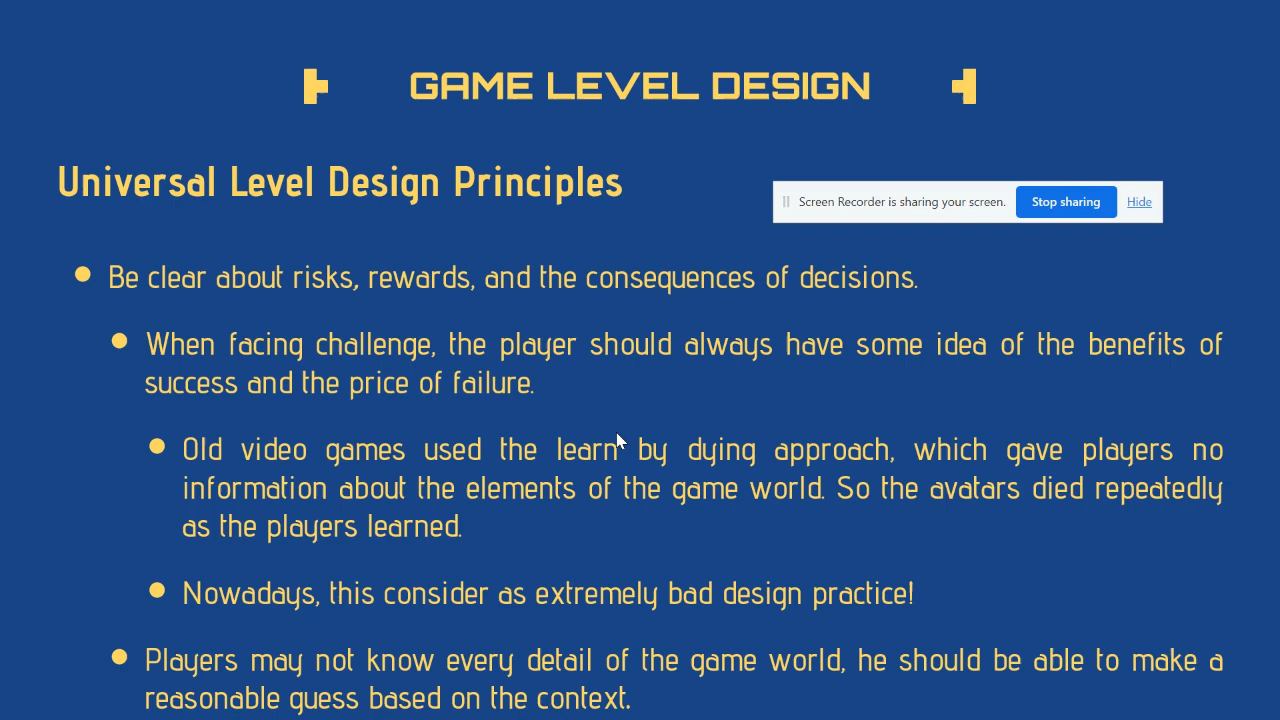 GAME LEVEL DESIGN
Universal Level Design Principles
Screen Recorder is sharing your screen. Stop sharing Hide
Be clear about risks, rewards, and the consequences of decisions.
When facing challenge, the player should always have some idea of the benefits of
success and the price of failure.
Old video games used the learn by dying approach, which gave players no
information about the elements of the game world. So the avatars died repeatedly
as the players learned.
Nowadays, this consider as extremely bad design practice!
Players may not know every detail of the game world, he should be able to make a
reasonable guess based on the context.